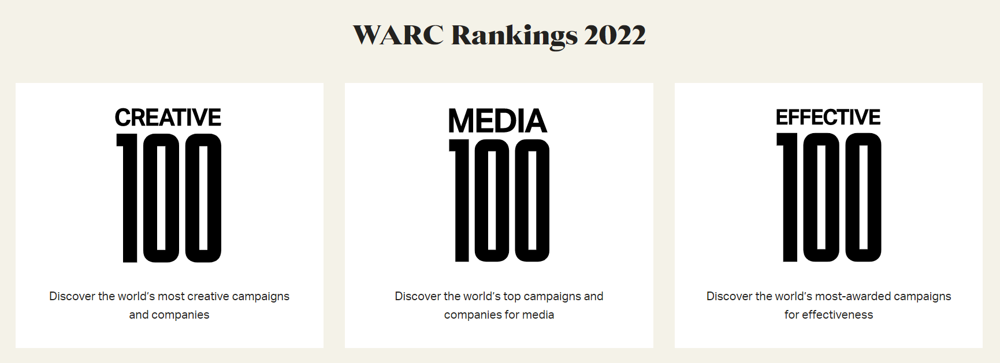 WARC Rankings 2022
CREATIVE
100
Discover the world's most creative campaigns
and companies
MEDIA
100
Discover the world's top campaigns and
companies for media
EFFECTIVE
100
Discover the world's most-awarded campaigns
for effectiveness